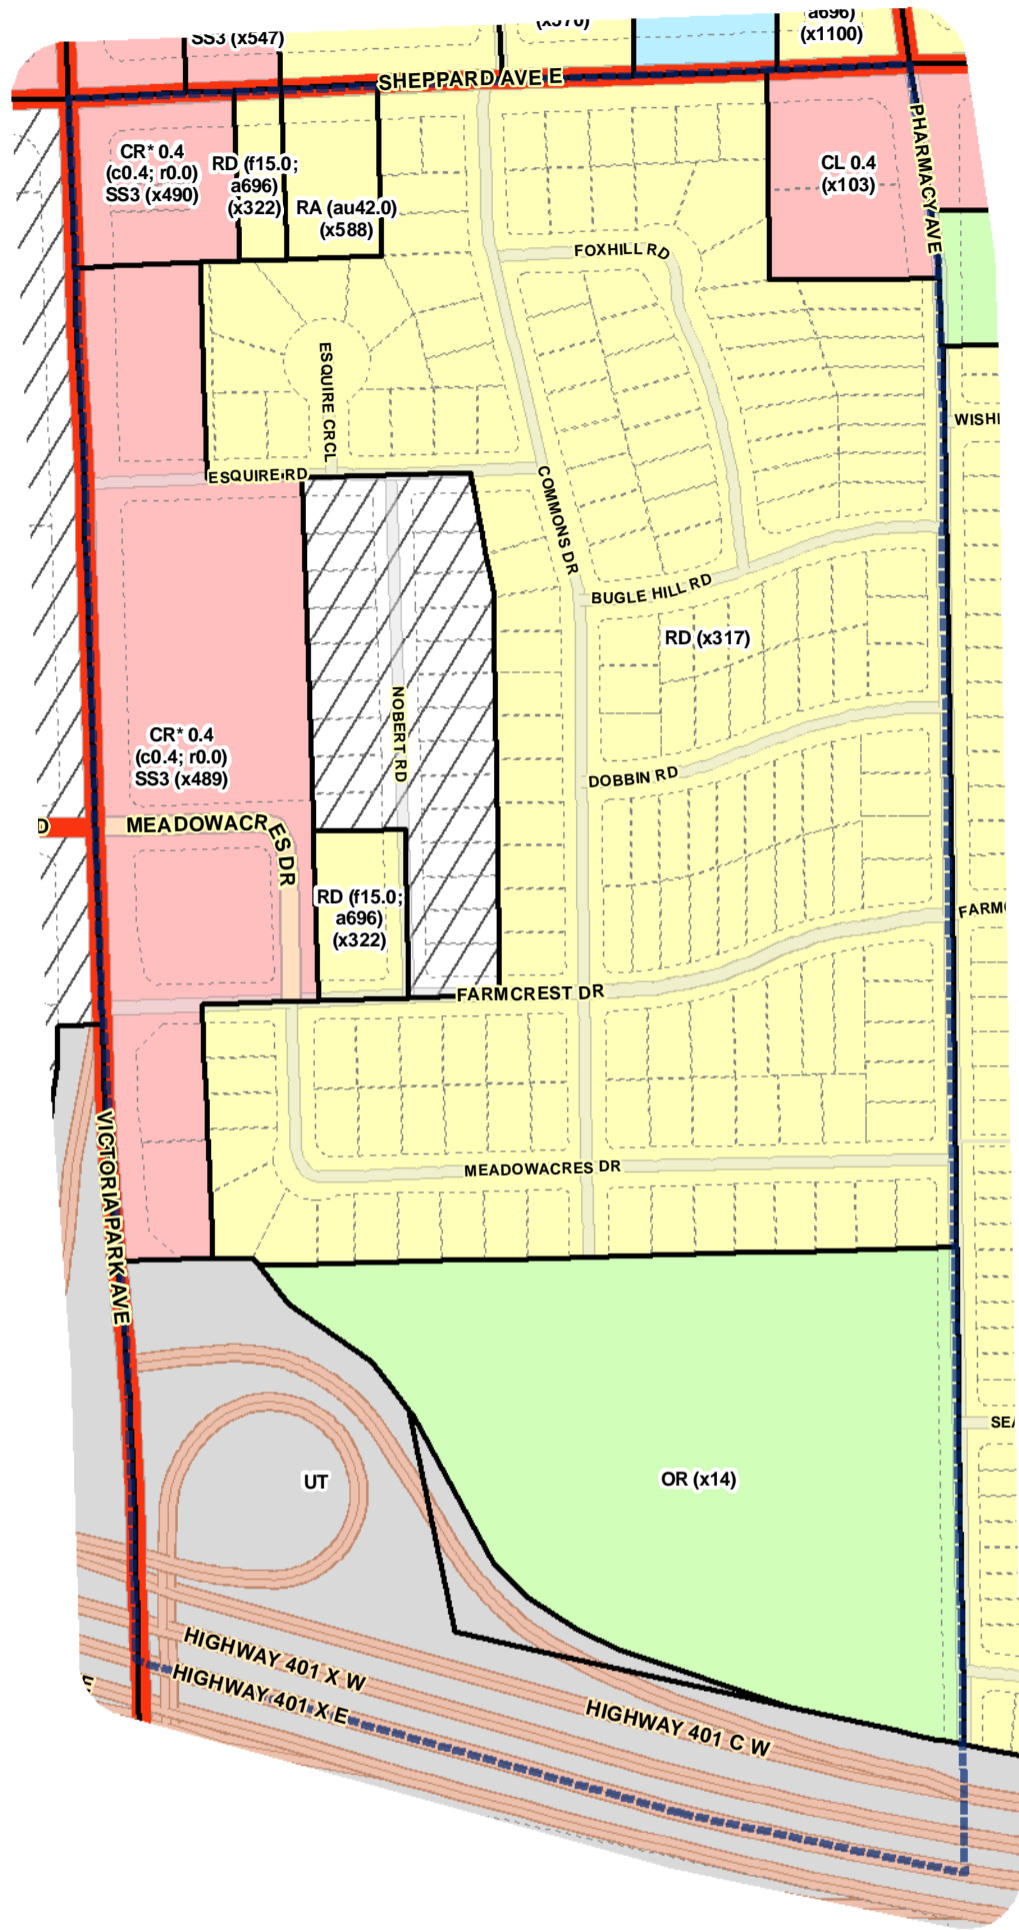 SS3 (x547)
a696)
(x1100)
SHEPPARD AVE E
PHARMACY AVE
CR* 0.4
(c0.4; r0.0)
SS3 (x490)
RD (f15.0;
a696)
(x322)
RA (au42.0)
(x588)
CL 0.4
(x103)
FOXHILL RD
ESQUIRE CRCL
WISH
ESQUIRE RD
COMMONS DR
BUGLE HILL RD
RD (x317)
NOBERT RD
CR* 0.4
(c0.4; r0.0)
SS3 (x489)
DOBBIN RD
D
MEADOWACRES DR
RD (f15.0;
a696)
(x322)
FARM
FARMCREST DR
VICTORIA PARK AVE
MEADOWACRES DR
SEA
UT
OR (x14)
HIGHWAY 401 X W
HIGHWAY 401 X E
HIGHWAY 401 C W